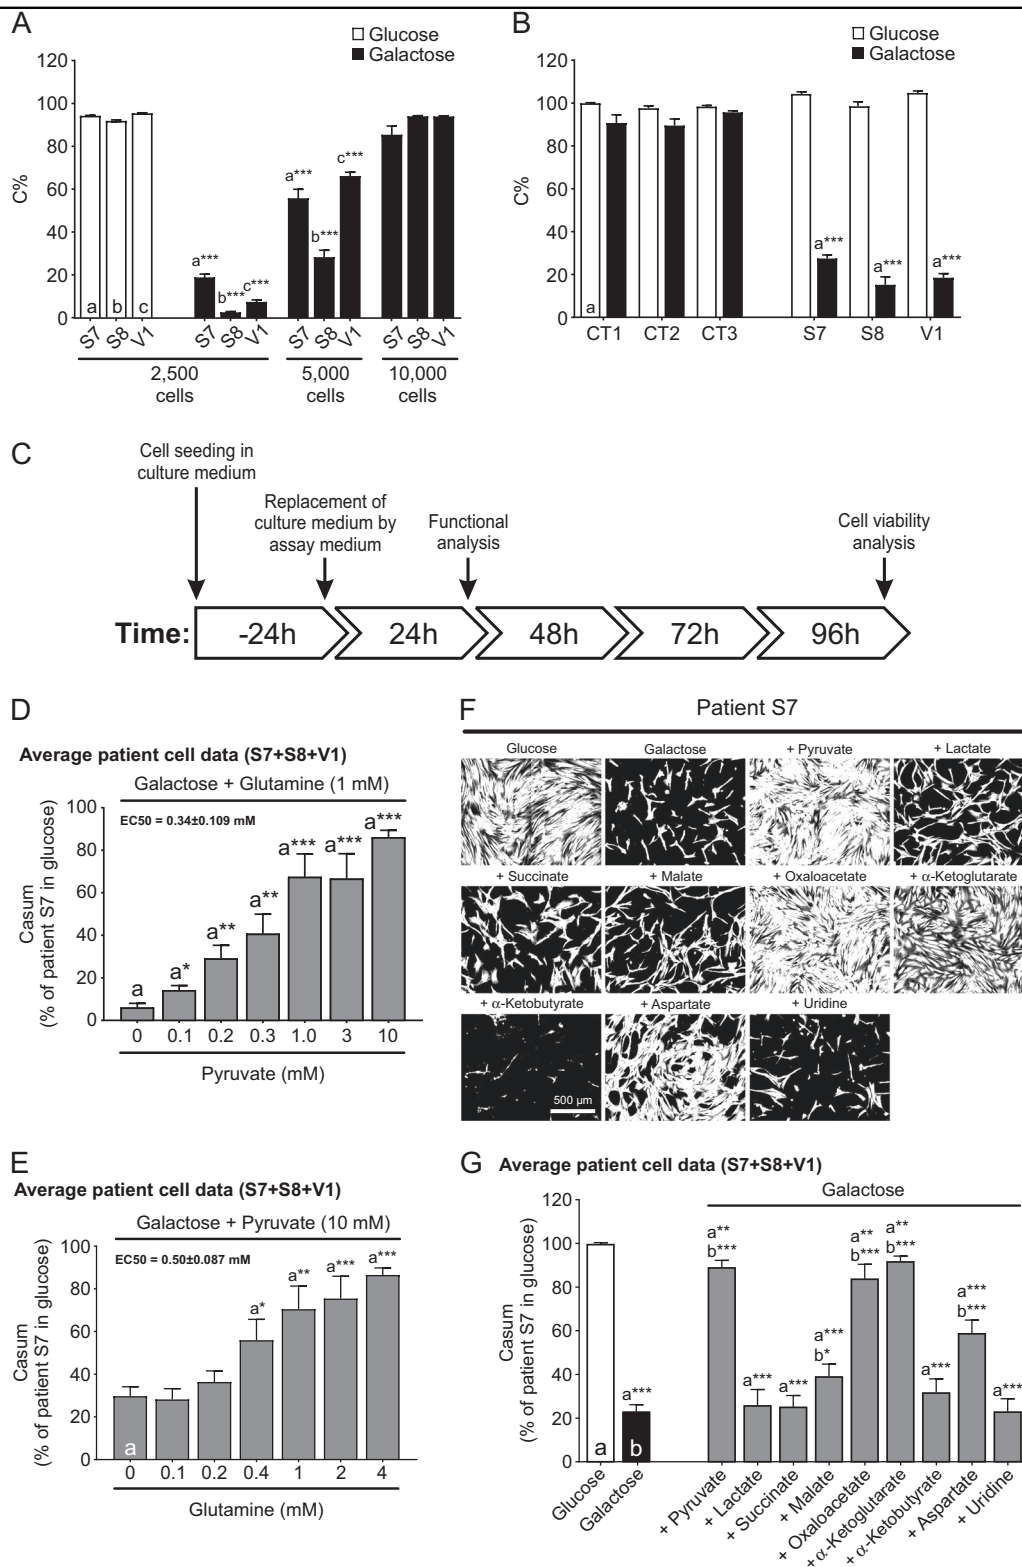 A
Glucose
Galactose
120
100
80
60
40
20
0
C%
a b c
a*** b*** c***
a*** b*** c***
S7 S8 V1 S7 S8 V1 S7 S8 V1 S7 S8 V1
2,500 cells
5,000 cells
10,000 cells
B
Glucose
Galactose
120
100
80
60
40
20
0
C%
a
a*** a*** a***
CT1 CT2 CT3 S7 S8 V1
C
Cell seeding in
culture medium
Replacement of
culture medium by
assay medium
Functional
analysis
Cell viability
analysis
Time: -24h 24h 48h 72h 96h
D
Average patient cell data (S7+S8+V1)
Galactose + Glutamine (1 mM)
EC50 = 0.34±0.109 mM
100
80
60
40
20
0
Casum
(% of patient S7 in glucose)
a a* a** a** a*** a*** a***
0 0.1 0.2 0.3 1.0 3 10
Pyruvate (mM)
F
Patient S7
Glucose Galactose + Pyruvate + Lactate
+ Succinate + Malate + Oxaloacetate + α-Ketoglutarate
+ α-Ketobutyrate + Aspartate + Uridine
500 µm
E
Average patient cell data (S7+S8+V1)
Galactose + Pyruvate (10 mM)
EC50 = 0.50±0.087 mM
100
80
60
40
20
0
Casum
(% of patient S7 in glucose)
a a* a** a*** a***
0 0.1 0.2 0.4 1 2 4
Glutamine (mM)
G
Average patient cell data (S7+S8+V1)
Galactose
120
100
80
60
40
20
0
Casum
(% of patient S7 in glucose)
a
b
a***
a**
b***
a***
a***
a***
b*
a**
b***
a**
b***
a***
a***
b***
a***
Glucose
Galactose
+ Pyruvate
+ Lactate
+ Succinate
+ Malate
+ Oxaloacetate
+ α-Ketoglutarate
+ α-Ketobutyrate
+ Aspartate
+ Uridine